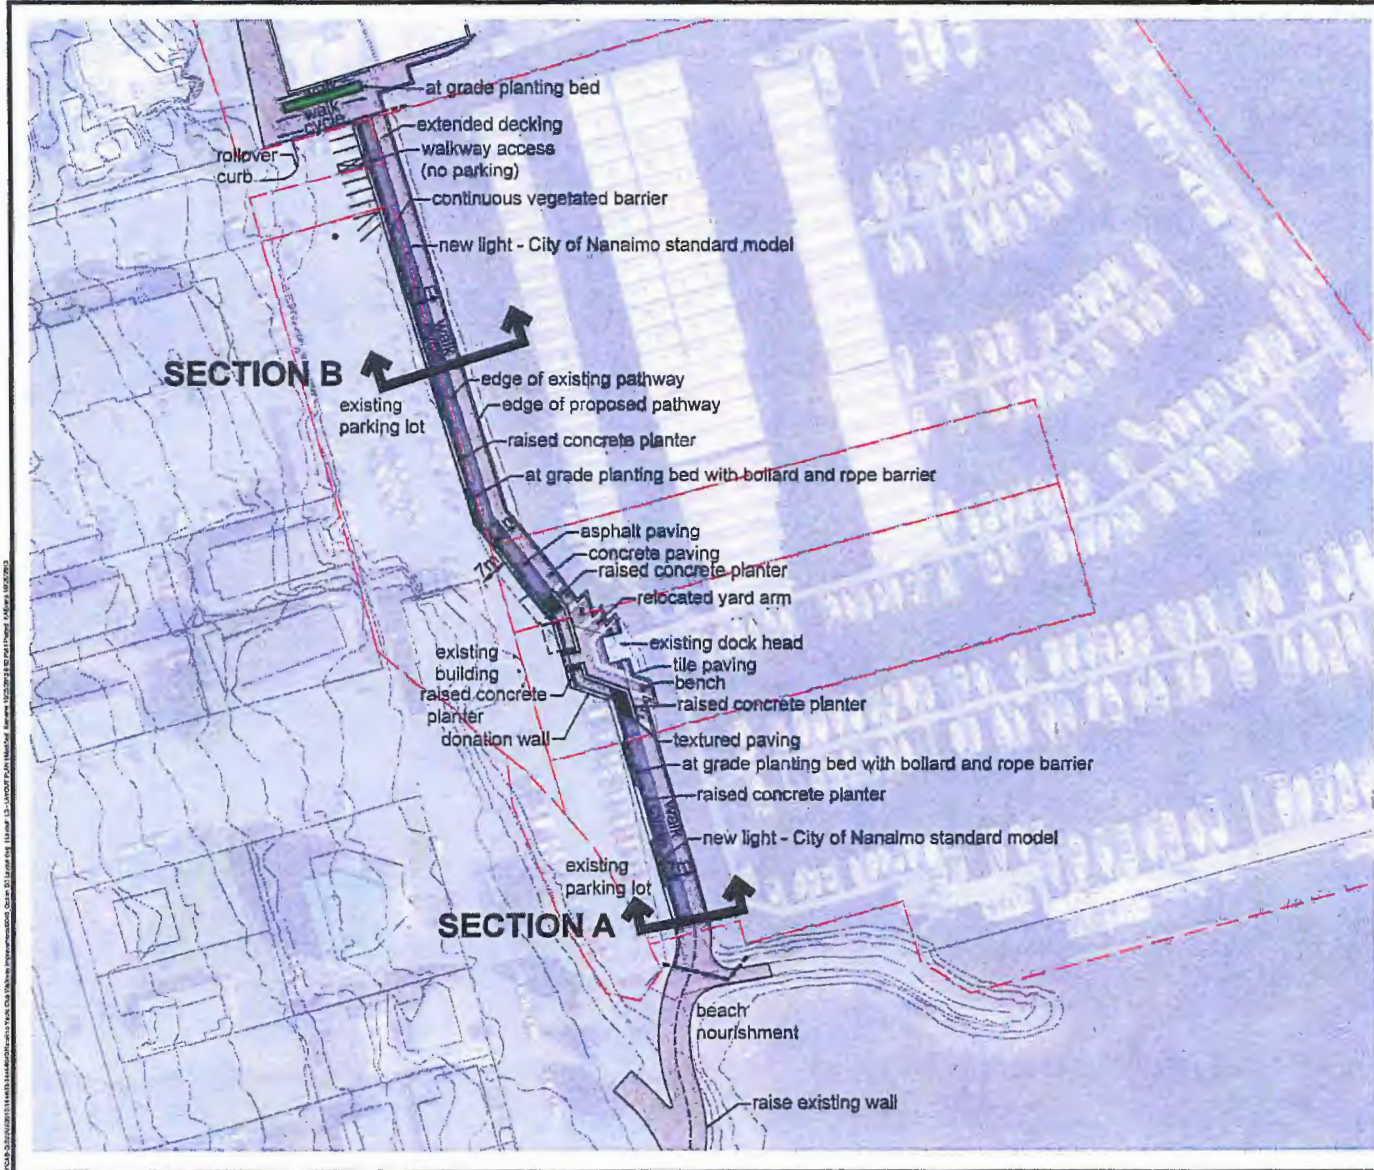 at grade planting bed
walk
cycle
extended decking
rollover
curb
walkway access
(no parking)
continuous vegetated barrier
new light - City of Nanaimo standard model
walk
SECTION B
edge of existing pathway
existing
parking lot
edge of proposed pathway
raised concrete planter
at grade planting bed with bollard and rope barrier
asphalt paving
concrete paving
7m
raised concrete planter
relocated yard arm
existing dock head
existing
building
tile paving
bench
raised concrete
planter
raised concrete planter
donation wall
textured paving
at grade planting bed with bollard and rope barrier
raised concrete planter
walk
new light - City of Nanaimo standard model
existing
parking lot
SECTION A
beach
nourishment
raise existing wall